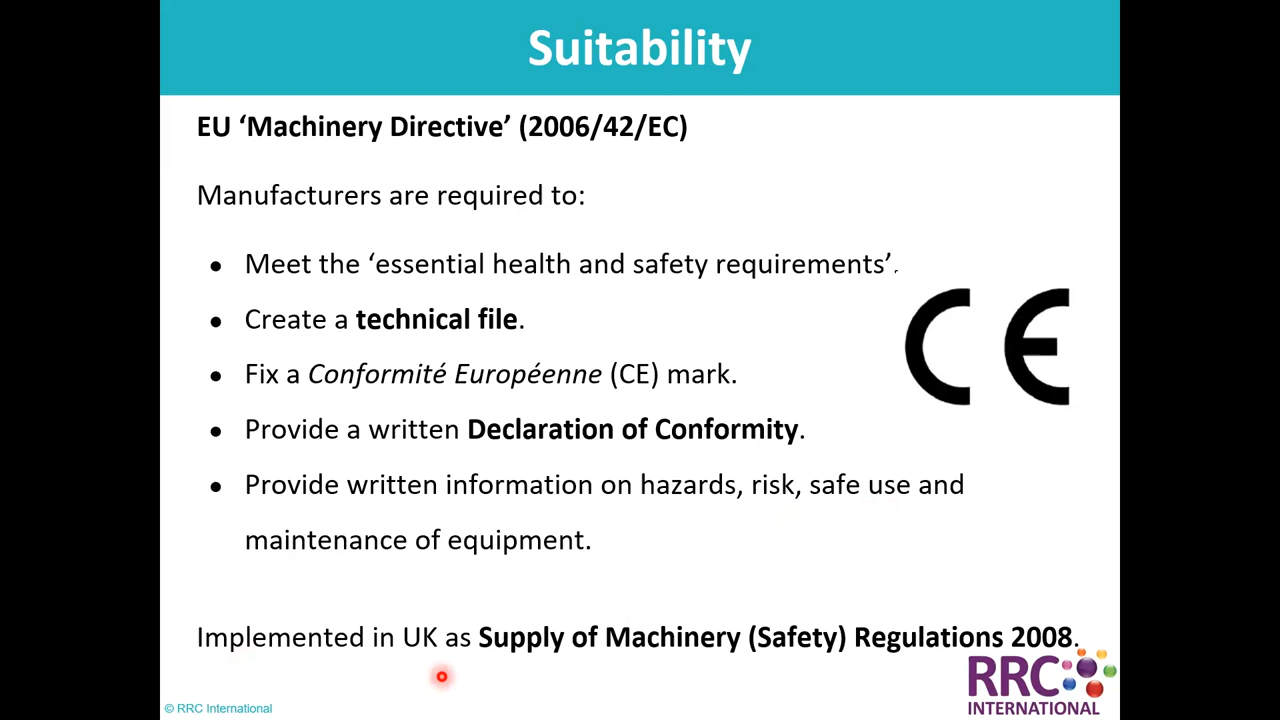 Suitability
EU ‘Machinery Directive’ (2006/42/EC)
Manufacturers are required to:
• Meet the ‘essential health and safety requirements’.
• Create a technical file.
• Fix a Conformité Européenne (CE) mark.
CE
• Provide a written Declaration of Conformity.
• Provide written information on hazards, risk, safe use and
maintenance of equipment.
Implemented in UK as Supply of Machinery (Safety) Regulations 2008.
RRC
INTERNATIONAL
© RRC International